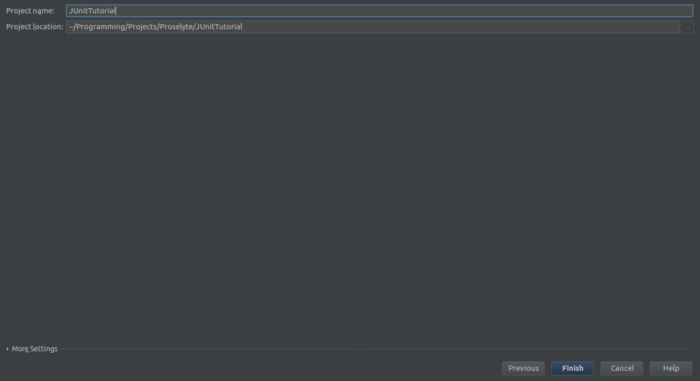 Project name: JUnitTutorial
Project location: ~/Programming/Projects/Proselyte/JUnitTutorial ...
More Settings
Previous Finish Cancel Help